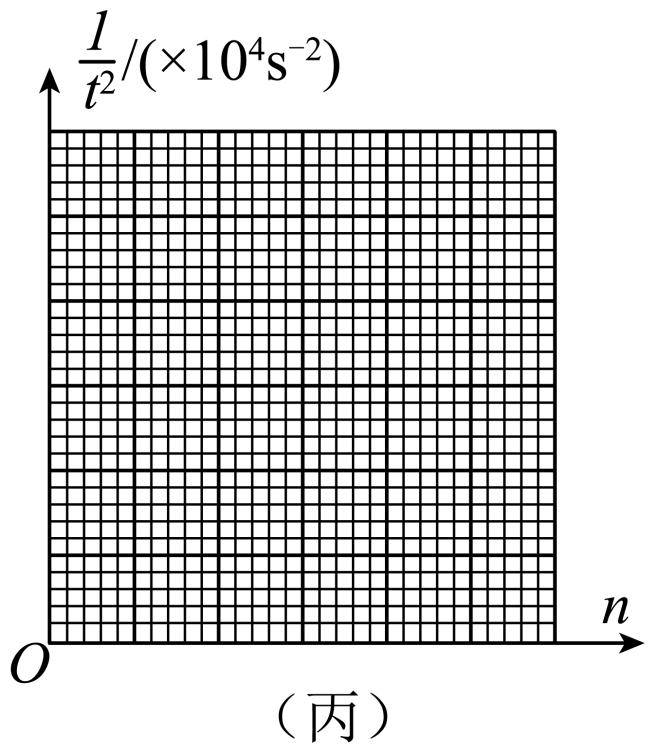 1/t²/(×10⁴s⁻²)
n
O
（丙）